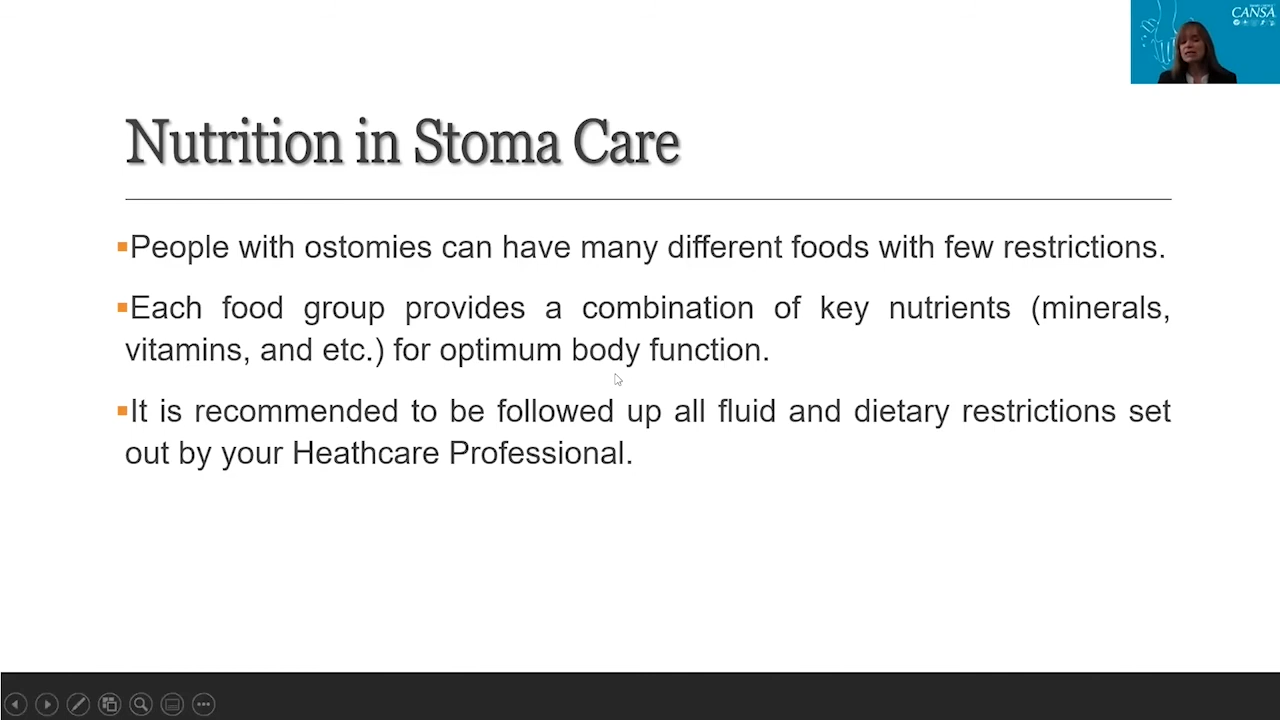 CANSA
Nutrition in Stoma Care
▪People with ostomies can have many different foods with few restrictions.
▪Each food group provides a combination of key nutrients (minerals,
vitamins, and etc.) for optimum body function.
▪It is recommended to be followed up all fluid and dietary restrictions set
out by your Heathcare Professional.